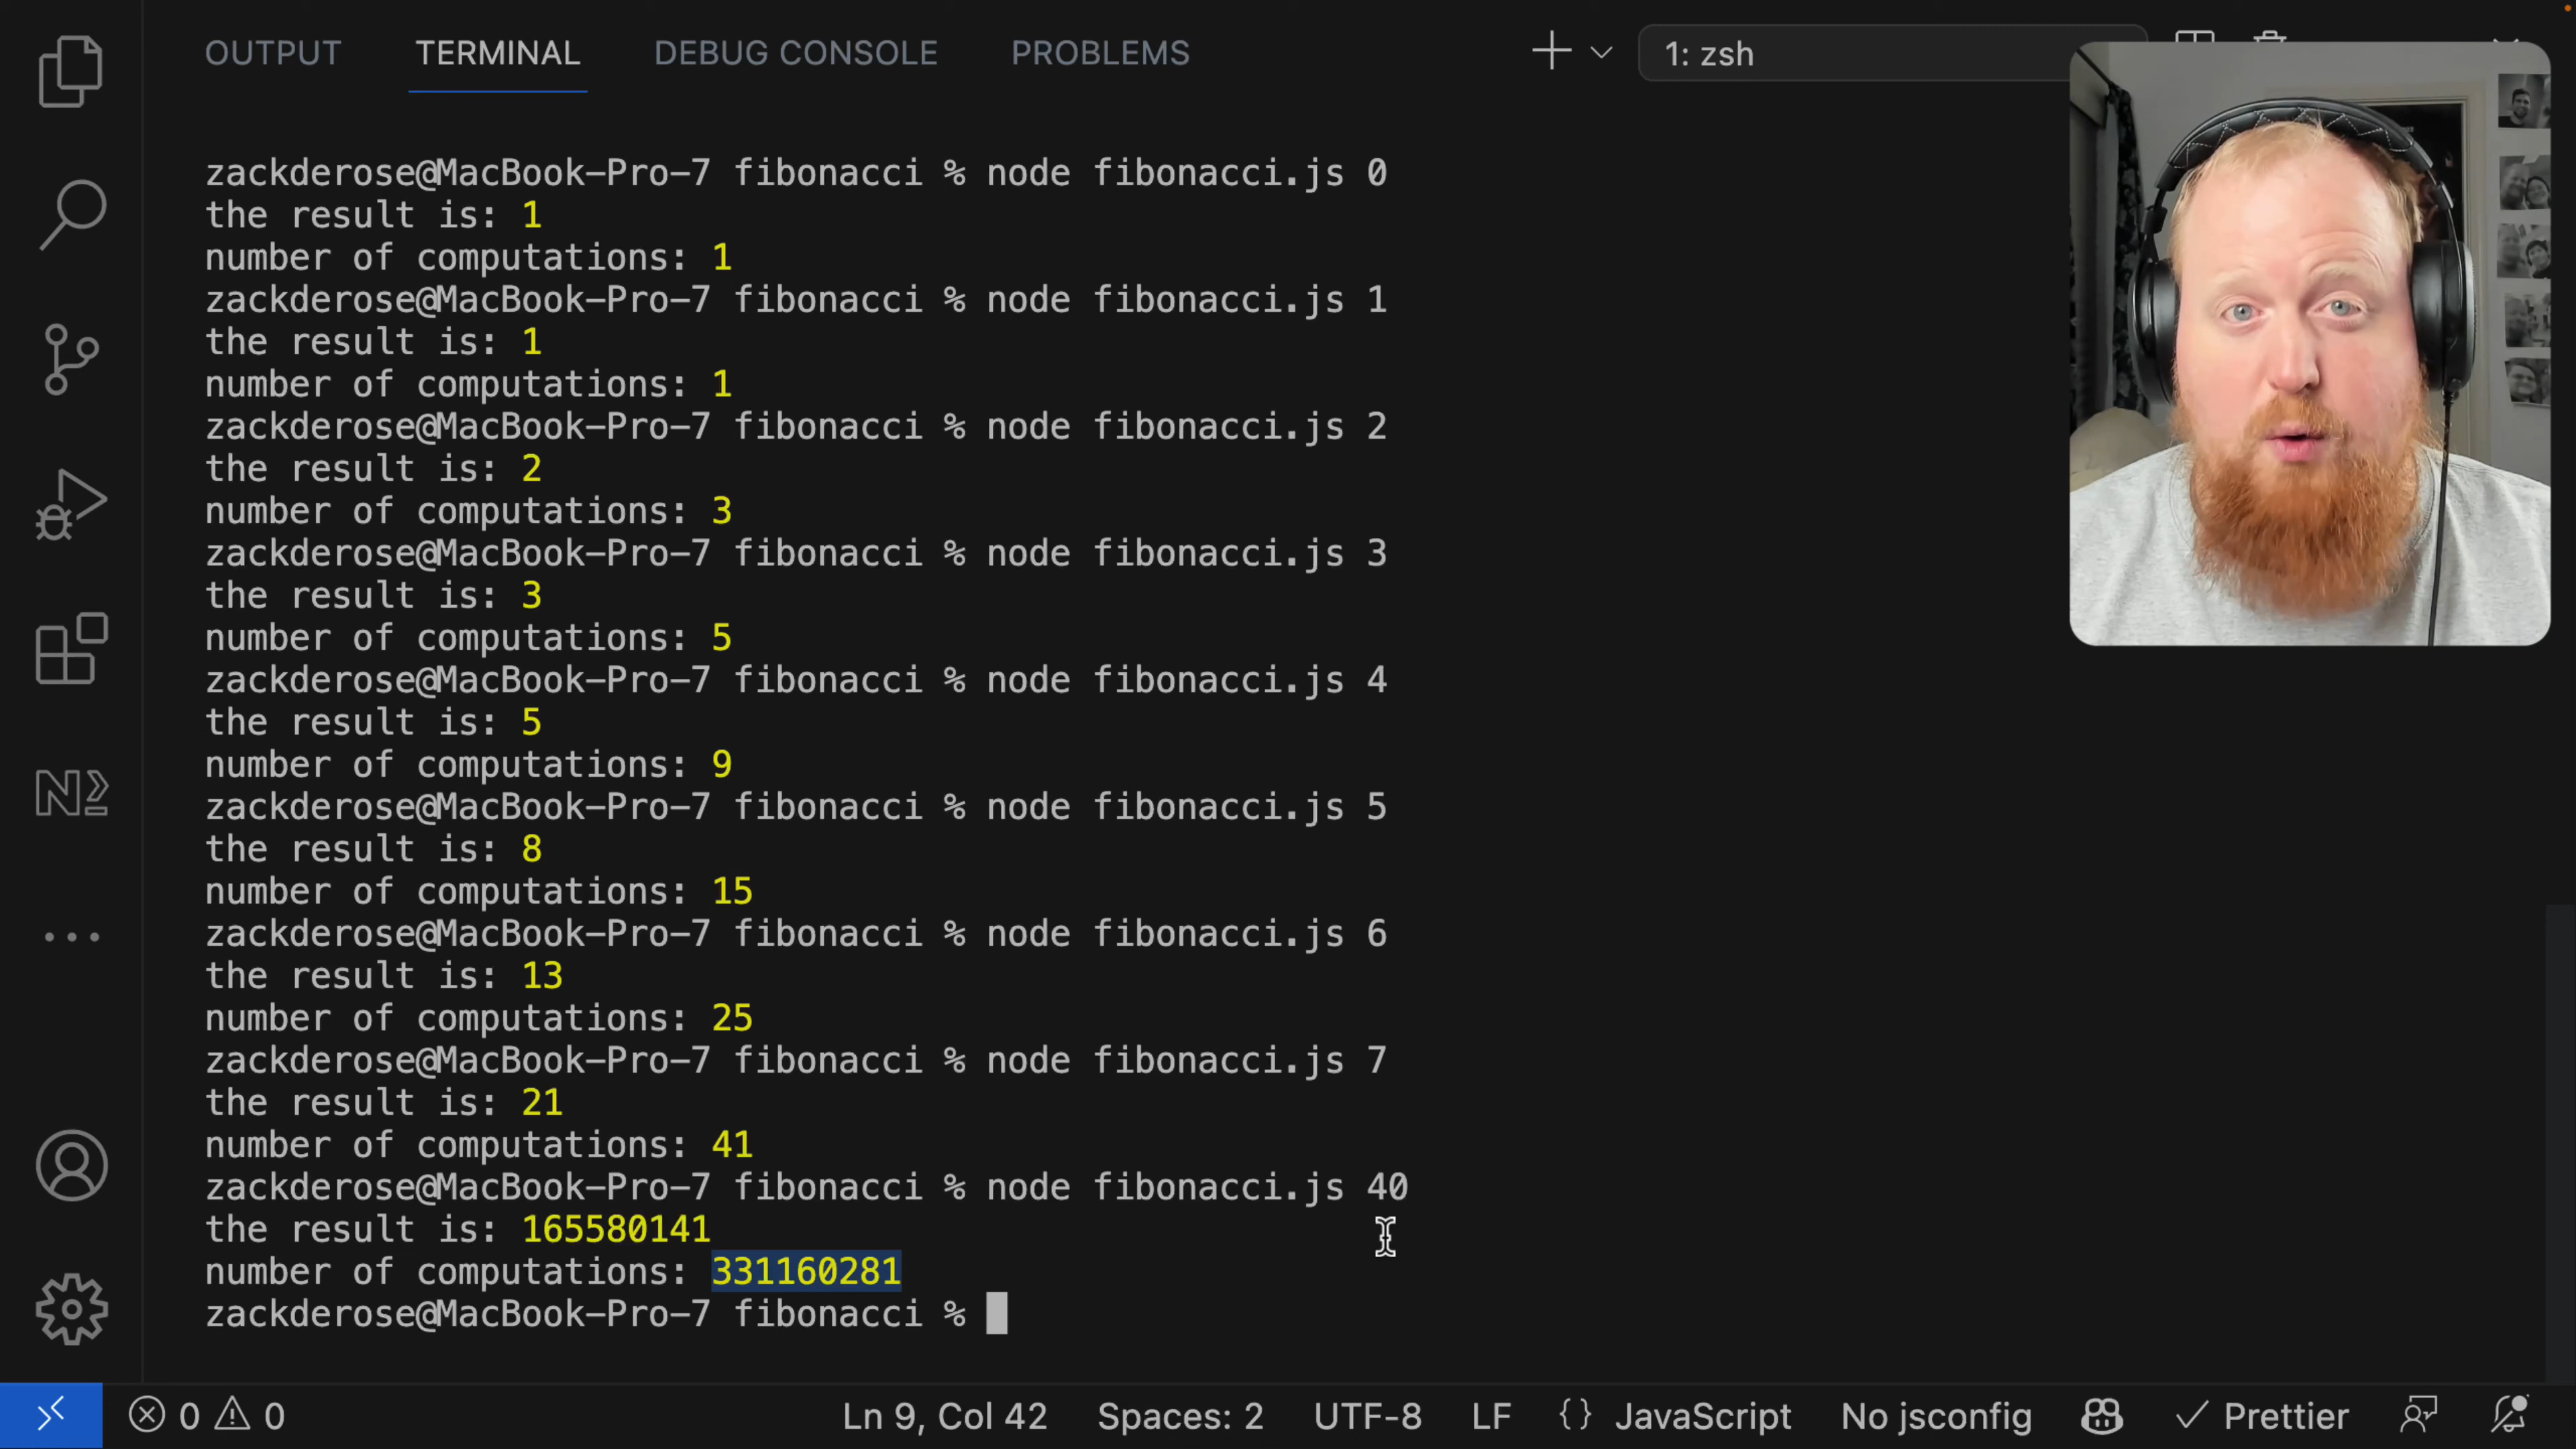 OUTPUT TERMINAL DEBUG CONSOLE PROBLEMS 1: zsh
zackderose@MacBook-Pro-7 fibonacci % node fibonacci.js 0
the result is: 1
number of computations: 1
zackderose@MacBook-Pro-7 fibonacci % node fibonacci.js 1
the result is: 1
number of computations: 1
zackderose@MacBook-Pro-7 fibonacci % node fibonacci.js 2
the result is: 2
number of computations: 3
zackderose@MacBook-Pro-7 fibonacci % node fibonacci.js 3
the result is: 3
number of computations: 5
zackderose@MacBook-Pro-7 fibonacci % node fibonacci.js 4
the result is: 5
number of computations: 9
zackderose@MacBook-Pro-7 fibonacci % node fibonacci.js 5
the result is: 8
number of computations: 15
zackderose@MacBook-Pro-7 fibonacci % node fibonacci.js 6
the result is: 13
number of computations: 25
zackderose@MacBook-Pro-7 fibonacci % node fibonacci.js 7
the result is: 21
number of computations: 41
zackderose@MacBook-Pro-7 fibonacci % node fibonacci.js 40
the result is: 165580141
number of computations: 331160281
zackderose@MacBook-Pro-7 fibonacci %
0 0 Ln 9, Col 42 Spaces: 2 UTF-8 LF {} JavaScript No jsconfig Prettier